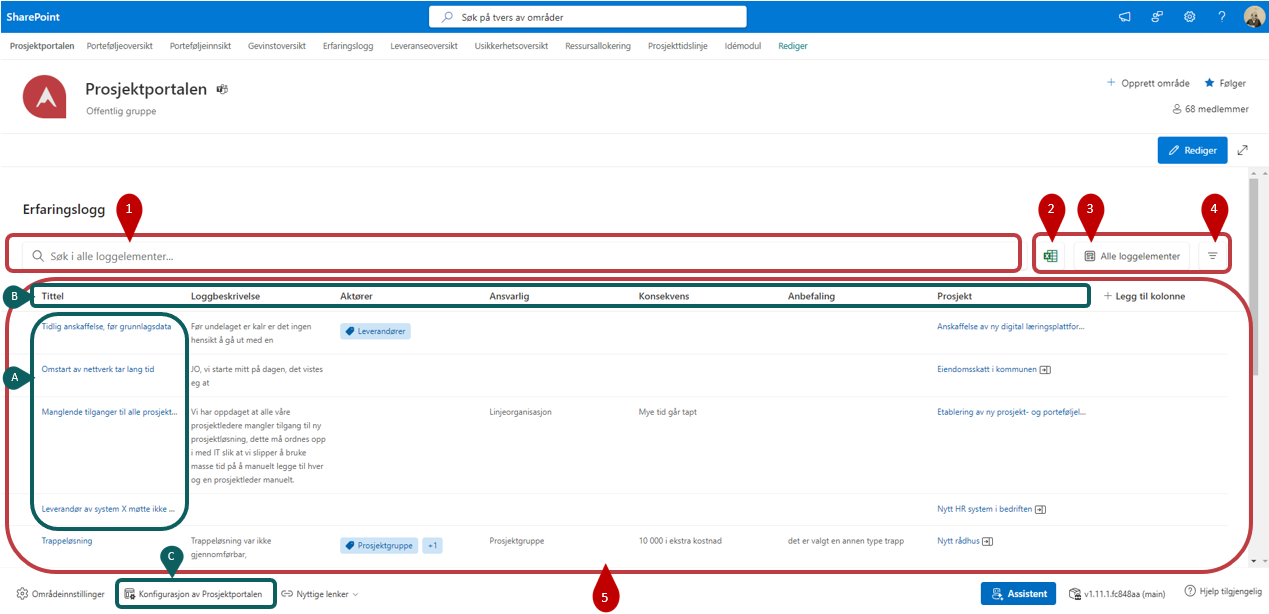 SharePoint
Søk på tvers av områder
Prosjektportalen Porteføljeoversikt Porteføljeinnsikt Gevinstoversikt Erfaringslogg Leveranseoversikt Usikkerhetsoversikt Ressursallokering Prosjekttidslinje Idémodul Rediger
Prosjektportalen
Offentlig gruppe
Opprett område Følger
68 medlemmer
Rediger
Erfaringslogg
1
2
3
4
Søk i alle loggelementer...
Alle loggelementer
B
Tittel Loggbeskrivelse Aktører Ansvarlig Konsekvens Anbefaling Prosjekt + Legg til kolonne
Tidlig anskaffelse, før grunnlagsdata
Før undelaget er kalr er det ingen
hensikt å gå ut med en
Leverandører
Anskaffelse av ny digital læringsplattfor...
A
Omstart av nettverk tar lang tid
JO, vi starte mitt på dagen, det vistes
eg at
Eiendomsskatt i kommunen
Manglende tilganger til alle prosjekt...
Vi har oppdaget at alle våre
prosjektledere mangler tilgang til ny
prosjektløsning, dette må ordnes opp
i med IT slik at vi slipper å bruke
masse tid på å manuelt legge til hver
og en prosjektleder manuelt.
Linjeorganisasjon
Mye tid går tapt
Etablering av ny prosjekt- og porteføljel...
Leverandør av system X møtte ikke ...
Nytt HR system i bedriften
Trappeløsning
Trappeløsning var ikke
gjennomførbar,
Prosjektgruppe +1
Prosjektgruppe
10 000 i ekstra kostnad
det er valgt en annen type trapp
Nytt rådhus
C
5
Områdeinnstillinger
Konfigurasjon av Prosjektportalen
Nyttige lenker
Assistent
v1.11.1.fc848aa (main)
Hjelp tilgjengelig